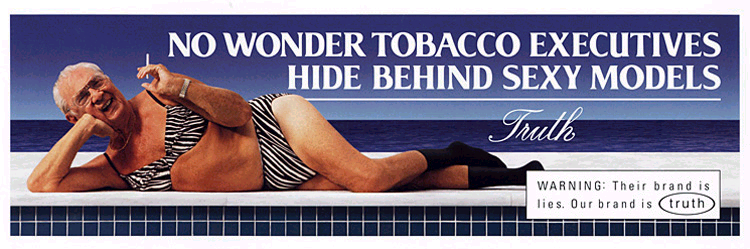 NO WONDER TOBACCO EXECUTIVES
HIDE BEHIND SEXY MODELS
Truth
WARNING: Their brand is
lies. Our brand is truth